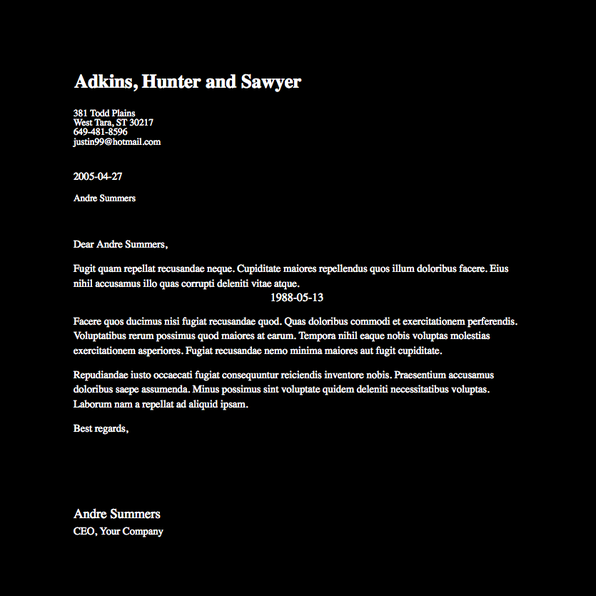 Adkins, Hunter and Sawyer
381 Todd Plains
West Tara, ST 30217
649-481-8596
justin99@hotmail.com
2005-04-27
Andre Summers
Dear Andre Summers,
Fugit quam repellat recusandae neque. Cupiditate maiores repellendus quos illum doloribus facere. Eius
nihil accusamus illo quas corrupti deleniti vitae atque.
1988-05-13
Facere quos ducimus nisi fugiat recusandae quod. Quas doloribus commodi et exercitationem perferendis.
Voluptatibus rerum possimus quod maiores at earum. Tempora nihil eaque nobis voluptas molestias
exercitationem asperiores. Fugiat recusandae nemo minima maiores aut fugit cupiditate.
Repudiandae iusto occaecati fugiat consequuntur reiciendis inventore nobis. Praesentium accusamus
doloribus saepe assumenda. Minus possimus sint voluptate quidem deleniti necessitatibus voluptas.
Laborum nam a repellat ad aliquid ipsam.
Best regards,
Andre Summers
CEO, Your Company